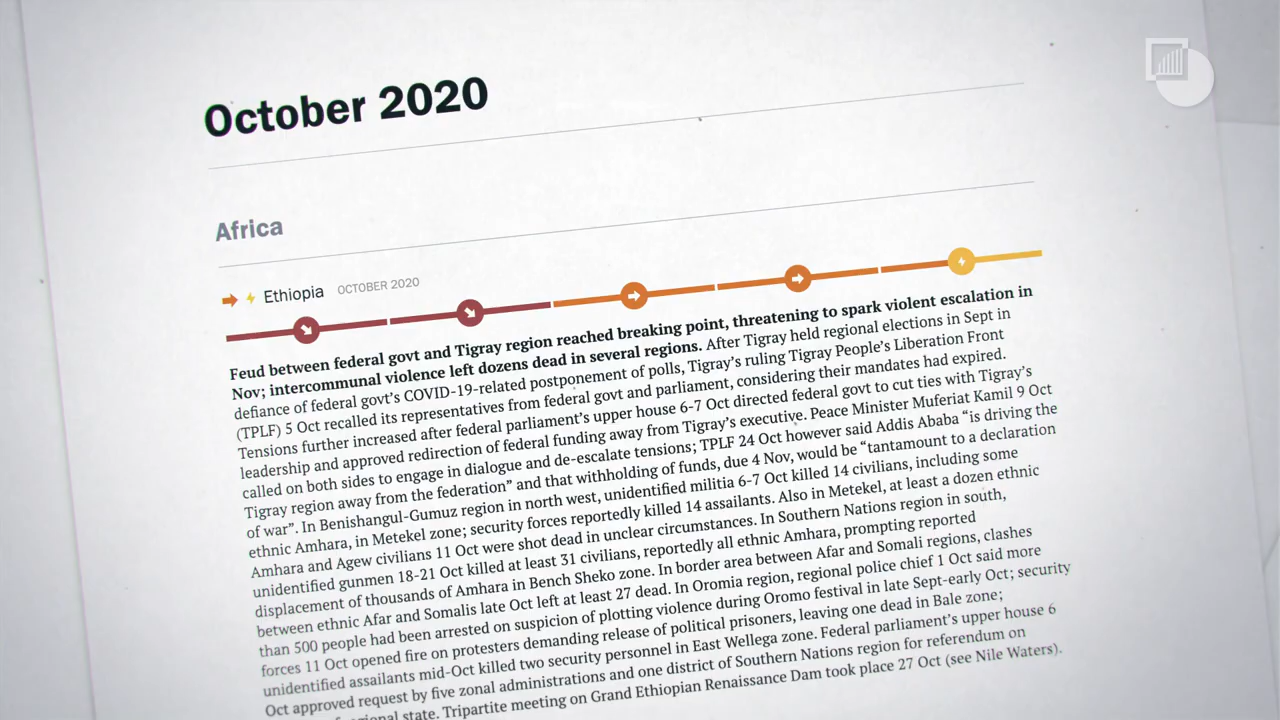 October 2020
Africa
Ethiopia OCTOBER 2020
Feud between federal govt and Tigray region reached breaking point, threatening to spark violent escalation in
Nov; intercommunal violence left dozens dead in several regions. After Tigray held regional elections in Sept in
defiance of federal govt’s COVID-19-related postponement of polls, Tigray’s ruling Tigray People’s Liberation Front
(TPLF) 5 Oct recalled its representatives from federal govt and parliament, considering their mandates had expired.
Tensions further increased after federal parliament’s upper house 6-7 Oct directed federal govt to cut ties with Tigray’s
leadership and approved redirection of federal funding away from Tigray’s executive. Peace Minister Muferiat Kamil 9 Oct
called on both sides to engage in dialogue and de-escalate tensions; TPLF 24 Oct however said Addis Ababa “is driving the
Tigray region away from the federation” and that withholding of funds, due 4 Nov, would be “tantamount to a declaration
of war”. In Benishangul-Gumuz region in north west, unidentified militia 6-7 Oct killed 14 civilians, including some
ethnic Amhara, in Metekel zone; security forces reportedly killed 14 assailants. Also in Metekel, at least a dozen ethnic
Amhara and Agew civilians 11 Oct were shot dead in unclear circumstances. In Southern Nations region in south,
unidentified gunmen 18-21 Oct killed at least 31 civilians, reportedly all ethnic Amhara, prompting reported
displacement of thousands of Amhara in Bench Sheko zone. In border area between Afar and Somali regions, clashes
between ethnic Afar and Somalis late Oct left at least 27 dead. In Oromia region, regional police chief 1 Oct said more
than 500 people had been arrested on suspicion of plotting violence during Oromo festival in late Sept-early Oct; security
forces 11 Oct opened fire on protesters demanding release of political prisoners, leaving one dead in Bale zone;
unidentified assailants mid-Oct killed two security personnel in East Wellega zone. Federal parliament’s upper house 6
Oct approved request by five zonal administrations and one district of Southern Nations region for referendum on
state. Tripartite meeting on Grand Ethiopian Renaissance Dam took place 27 Oct (see Nile Waters).